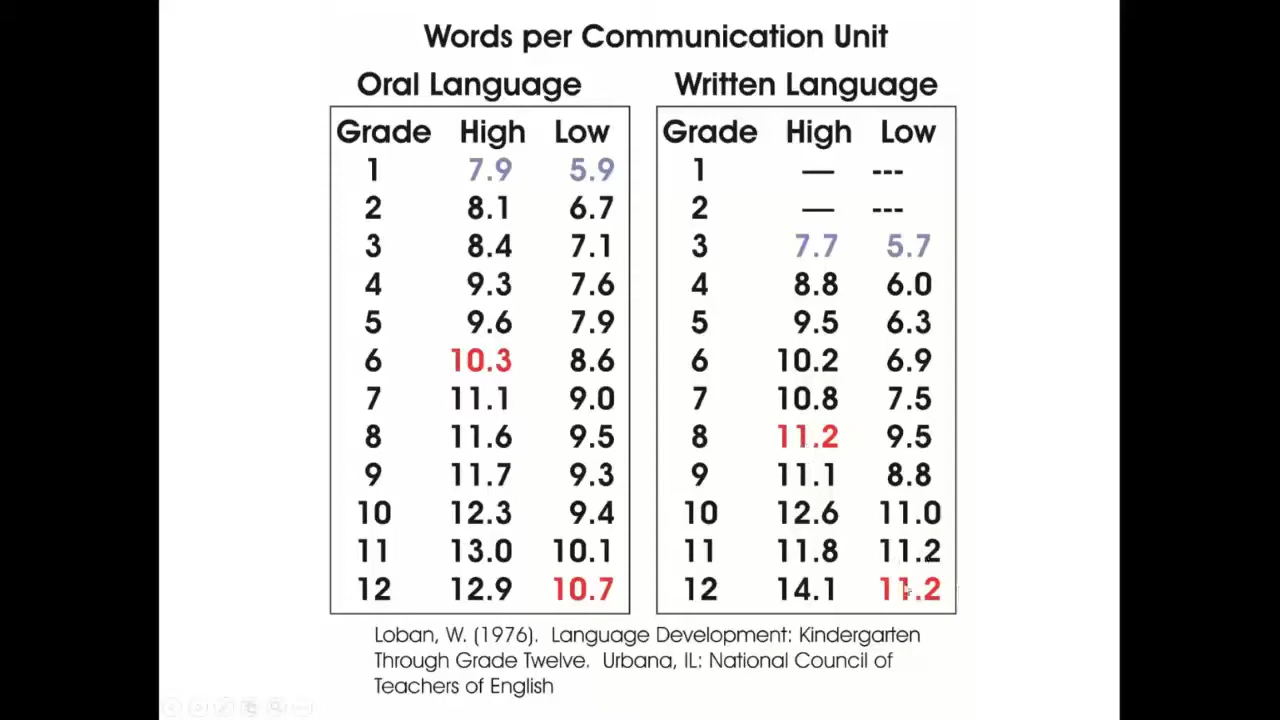 Words per Communication Unit
Oral Language
Grade High Low
1 7.9 5.9
2 8.1 6.7
3 8.4 7.1
4 9.3 7.6
5 9.6 7.9
6 10.3 8.6
7 11.1 9.0
8 11.6 9.5
9 11.7 9.3
10 12.3 9.4
11 13.0 10.1
12 12.9 10.7
Written Language
Grade High Low
1 — ---
2 — ---
3 7.7 5.7
4 8.8 6.0
5 9.5 6.3
6 10.2 6.9
7 10.8 7.5
8 11.2 9.5
9 11.1 8.8
10 12.6 11.0
11 11.8 11.2
12 14.1 11.2
Loban, W. (1976). Language Development: Kindergarten
Through Grade Twelve. Urbana, IL: National Council of
Teachers of English